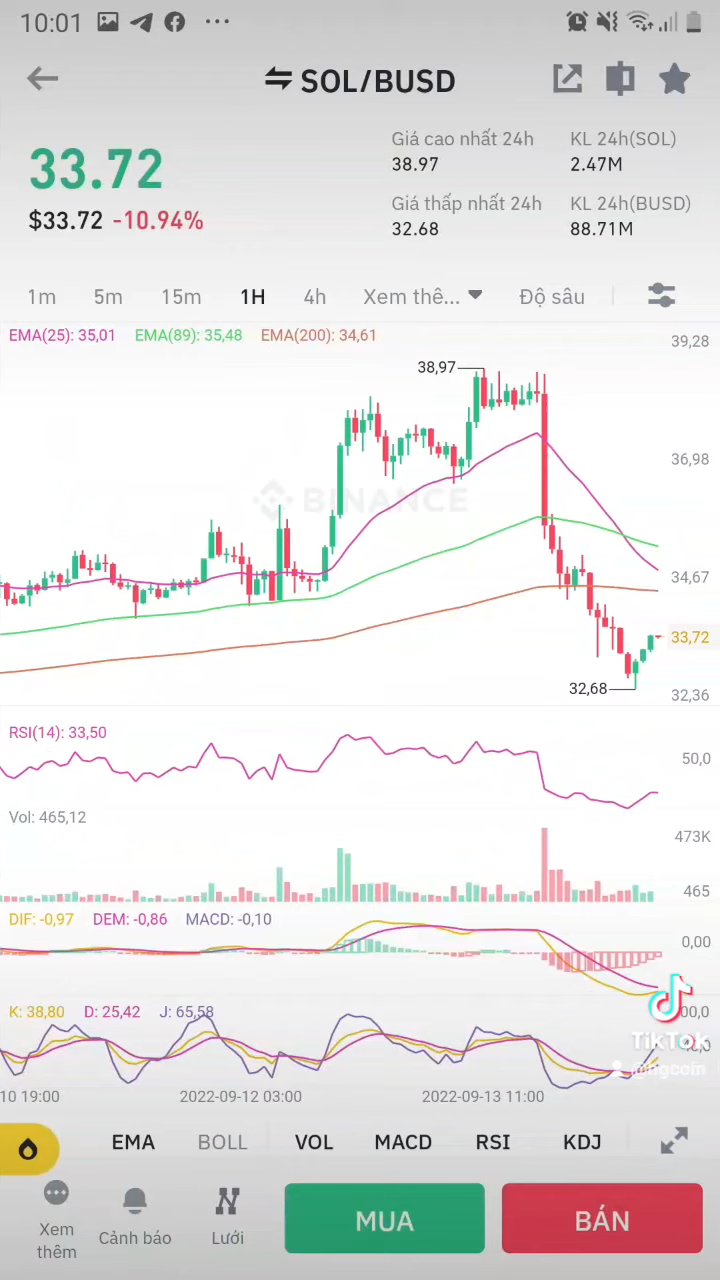 10:01
SOL/BUSD
33.72
$33.72 -10.94%
Giá cao nhất 24h
38.97
KL 24h(SOL)
2.47M
Giá thấp nhất 24h
32.68
KL 24h(BUSD)
88.71M
1m 5m 15m 1H 4h Xem thê... Độ sâu
EMA(25): 35,01 EMA(89): 35,48 EMA(200): 34,61
39,28
38,97
36,98
BINANCE
34,67
33,72
32,68
32,36
RSI(14): 33,50
50,0
Vol: 465,12
473K
465
DIF: -0,97 DEM: -0,86 MACD: -0,10
0,00
K: 38,80 D: 25,42 J: 65,58
TikTok
10 19:00 2022-09-12 03:00 2022-09-13 11:00
EMA BOLL VOL MACD RSI KDJ
Xem thêm
Cảnh báo
Lưới
MUA
BÁN